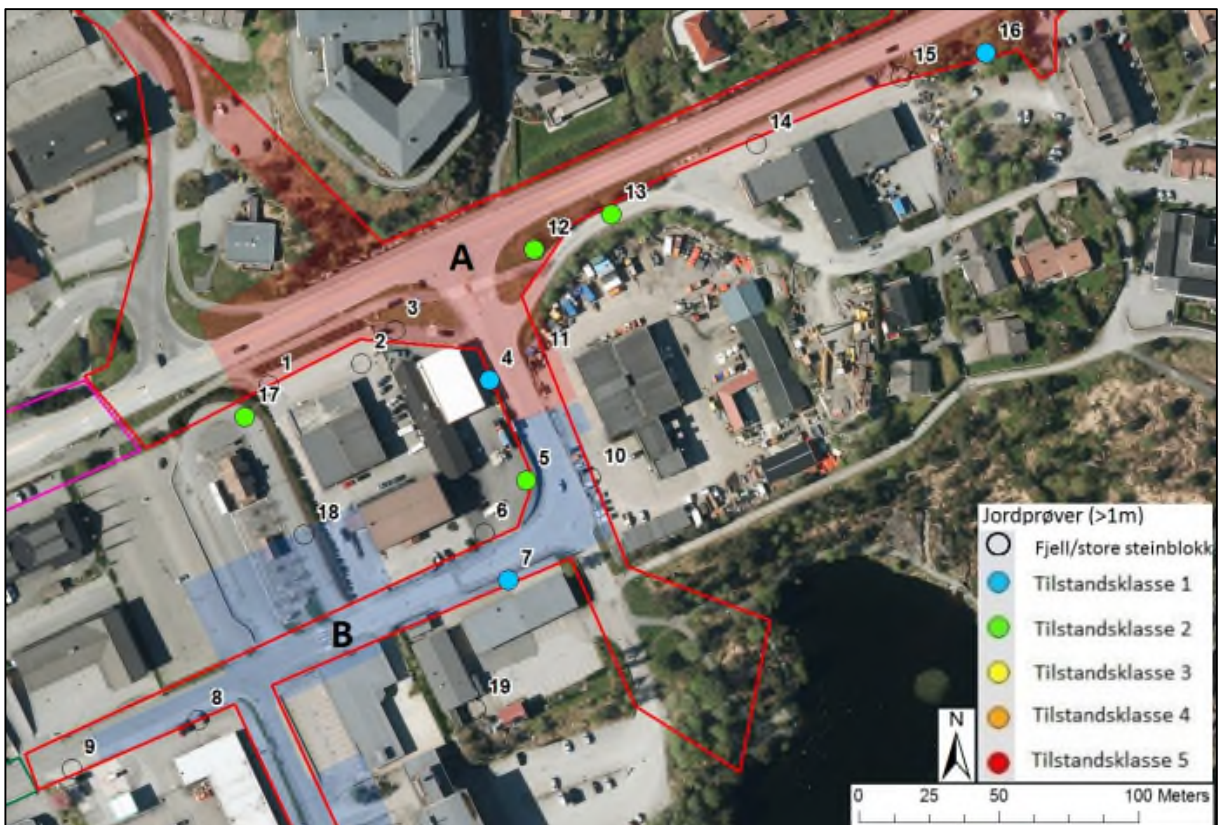 16
15
14
13
12
A
3
11
2
4
1
17
5
10
18
6
7
B
19
8
9
Jordprøver (>1m)
Fjell/store steinblokk
Tilstandsklasse 1
Tilstandsklasse 2
Tilstandsklasse 3
Tilstandsklasse 4
Tilstandsklasse 5
N
0 25 50 100 Meters